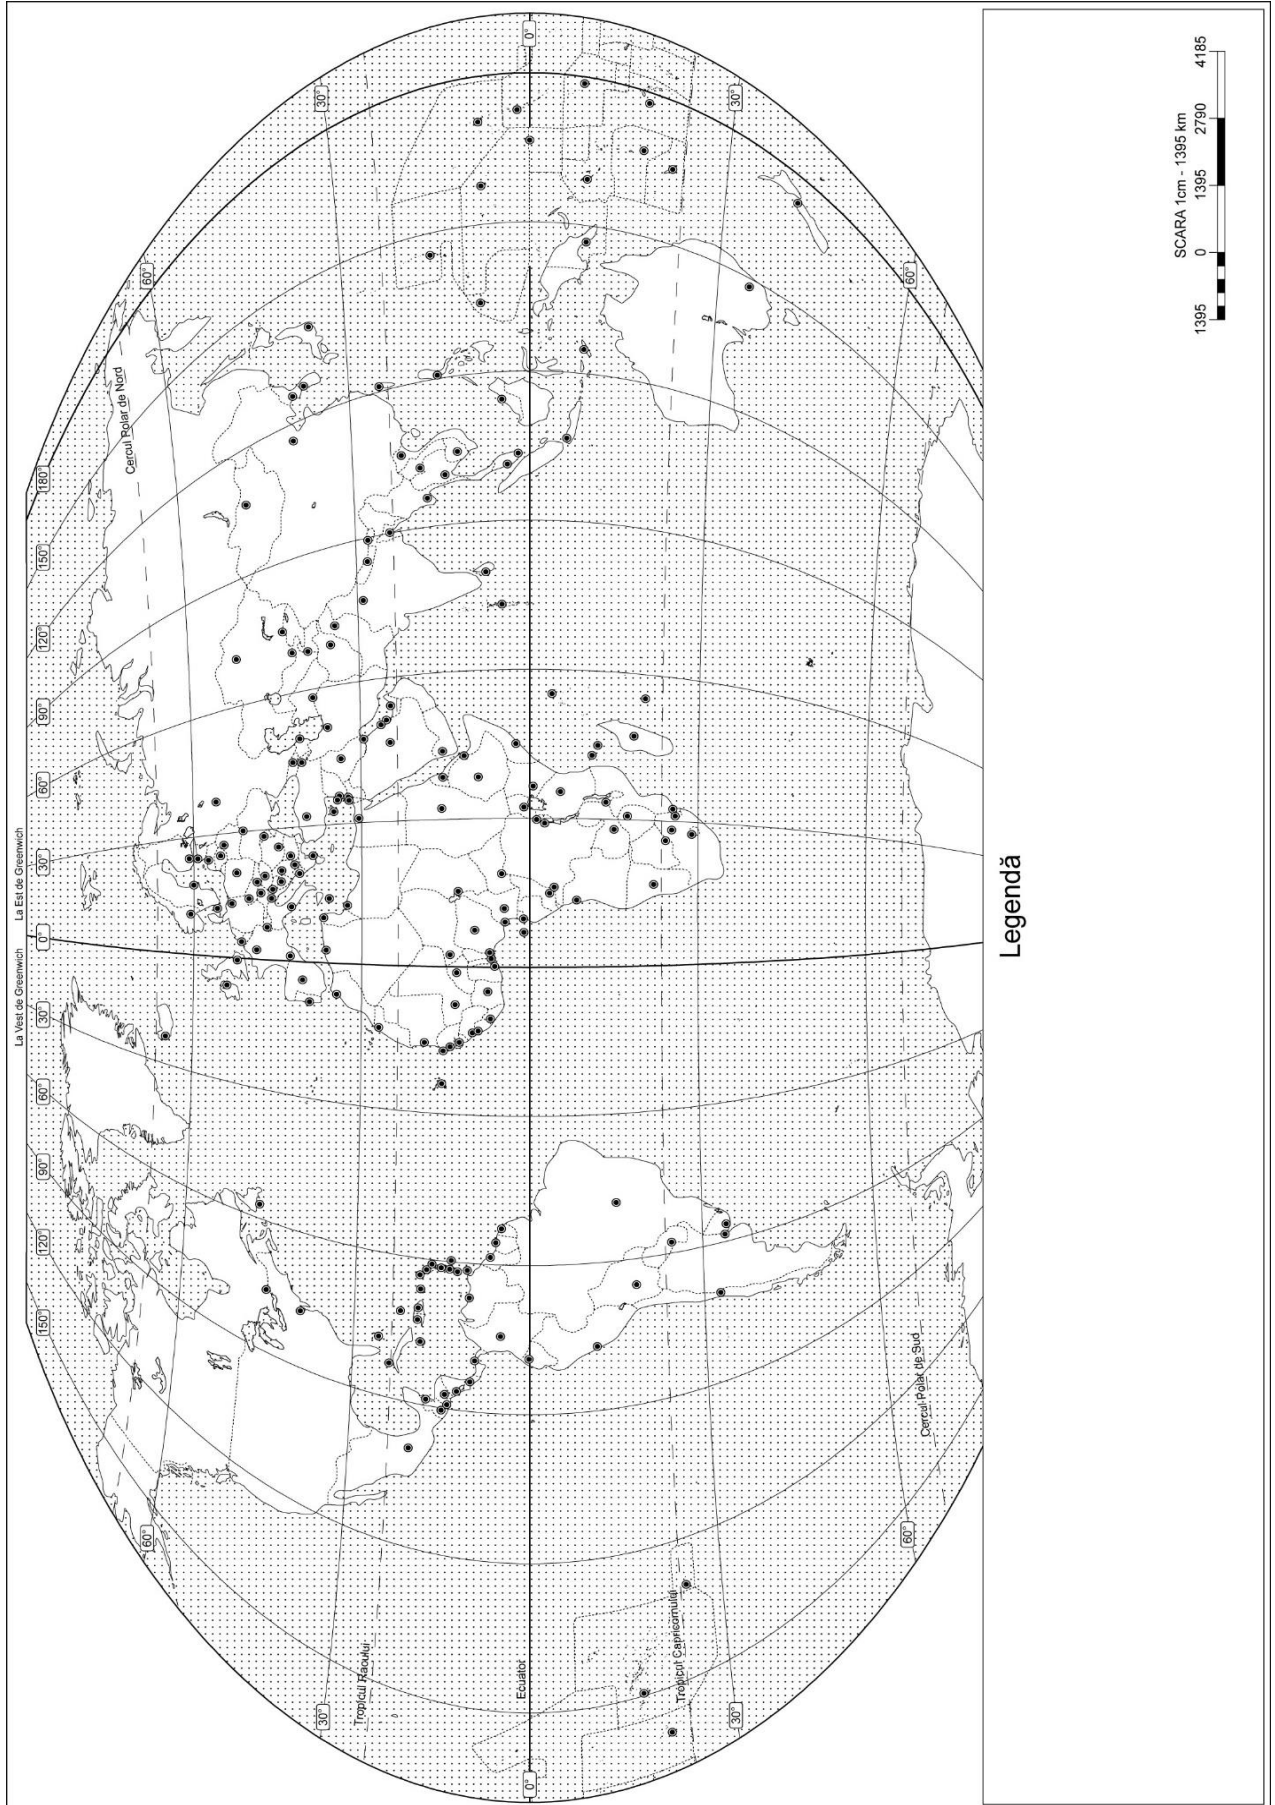 La Vest de Greenwich La Est de Greenwich
150° 120° 90° 60° 30° 0° 30° 60° 90° 120° 150° 180°
Cercul Polar de Nord
60° 60°
30° 30°
Tropicul Racului
Ecuator
0° 0°
Tropicul Capricornului
30° 30°
60° 60°
Cercul Polar de Sud
Legendă
SCARA 1cm - 1395 km
1395 0 1395 2790 4185